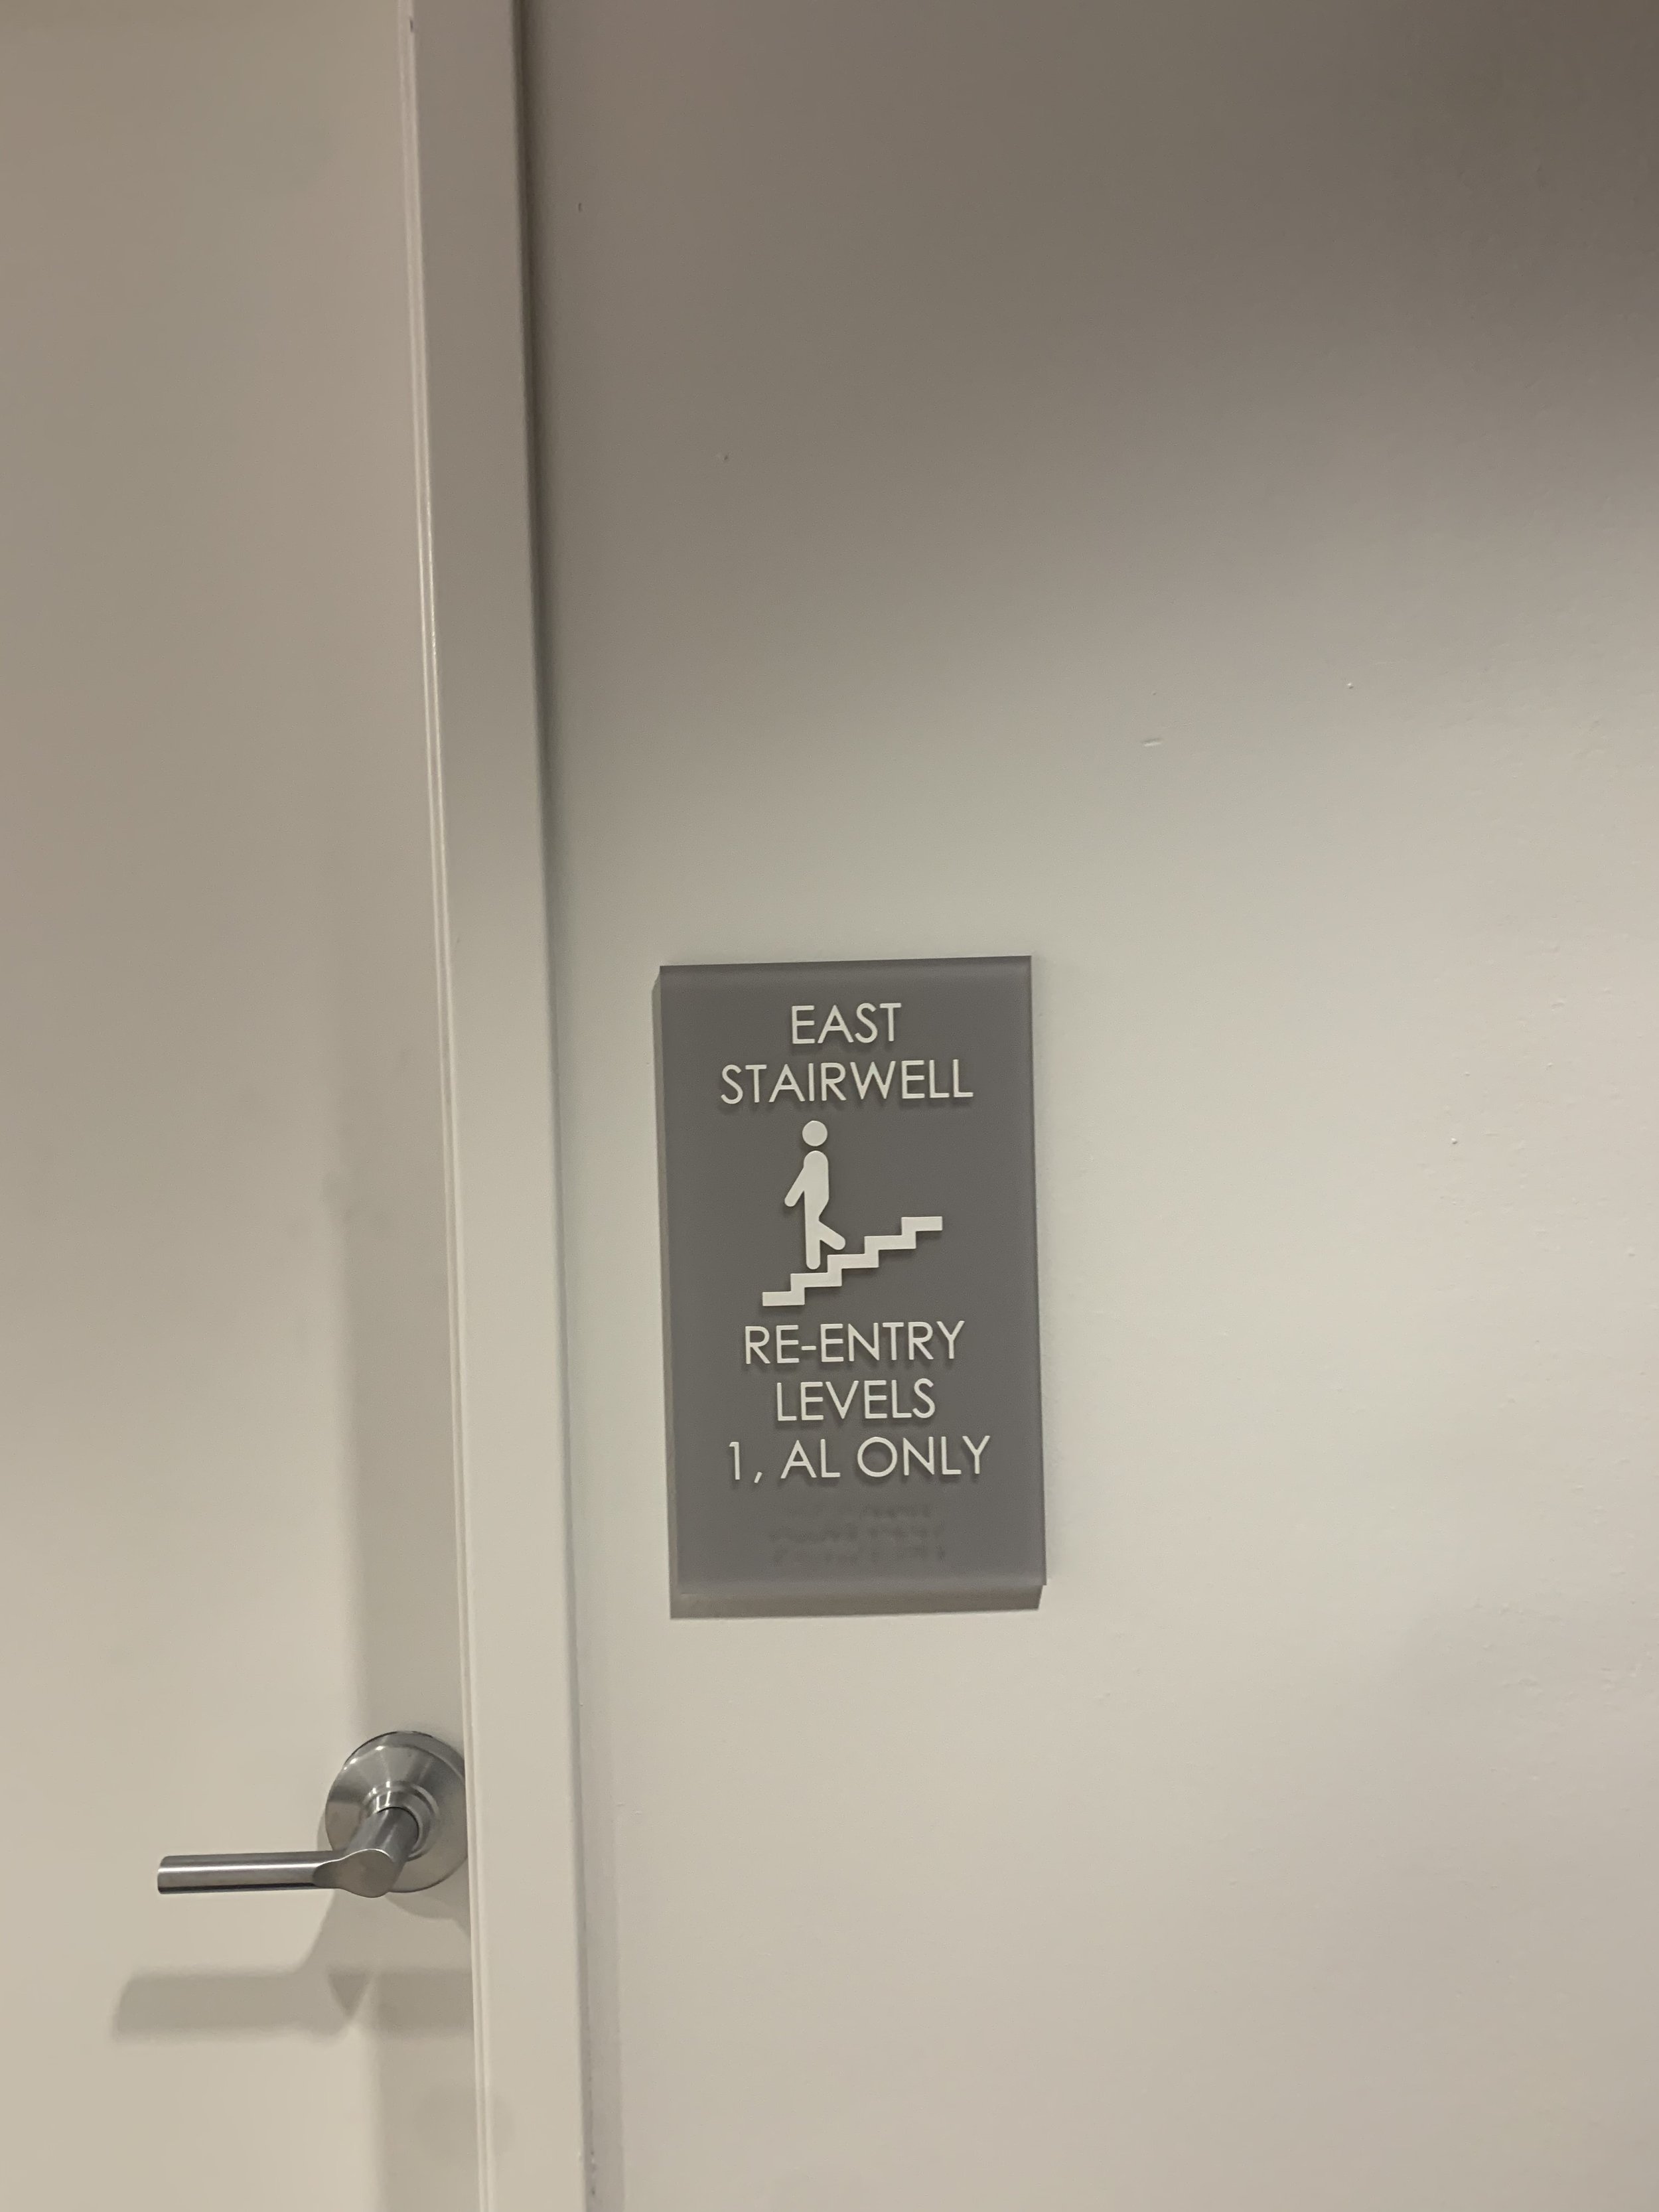 EAST
STAIRWELL
RE-ENTRY
LEVELS
1, AL ONLY